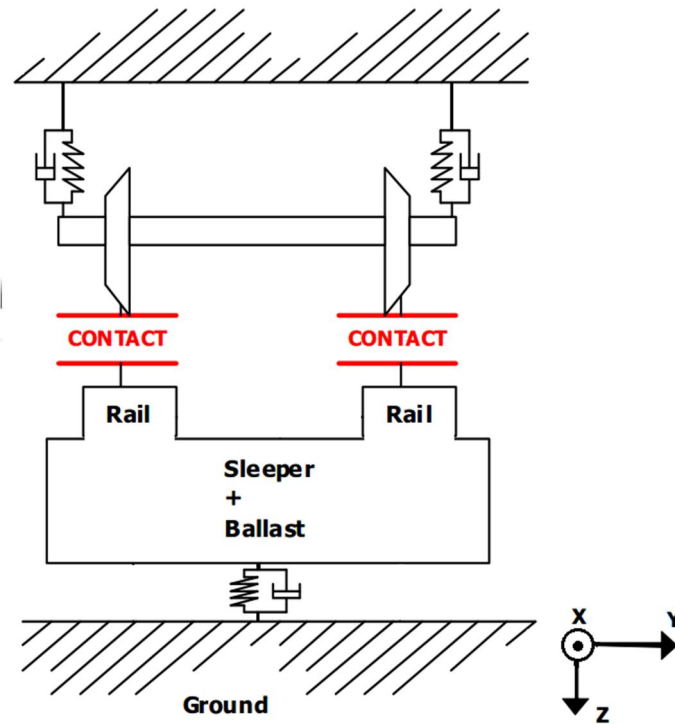 CONTACT
CONTACT
Rail
Rail
Sleeper
+
Ballast
X
Y
Z
Ground